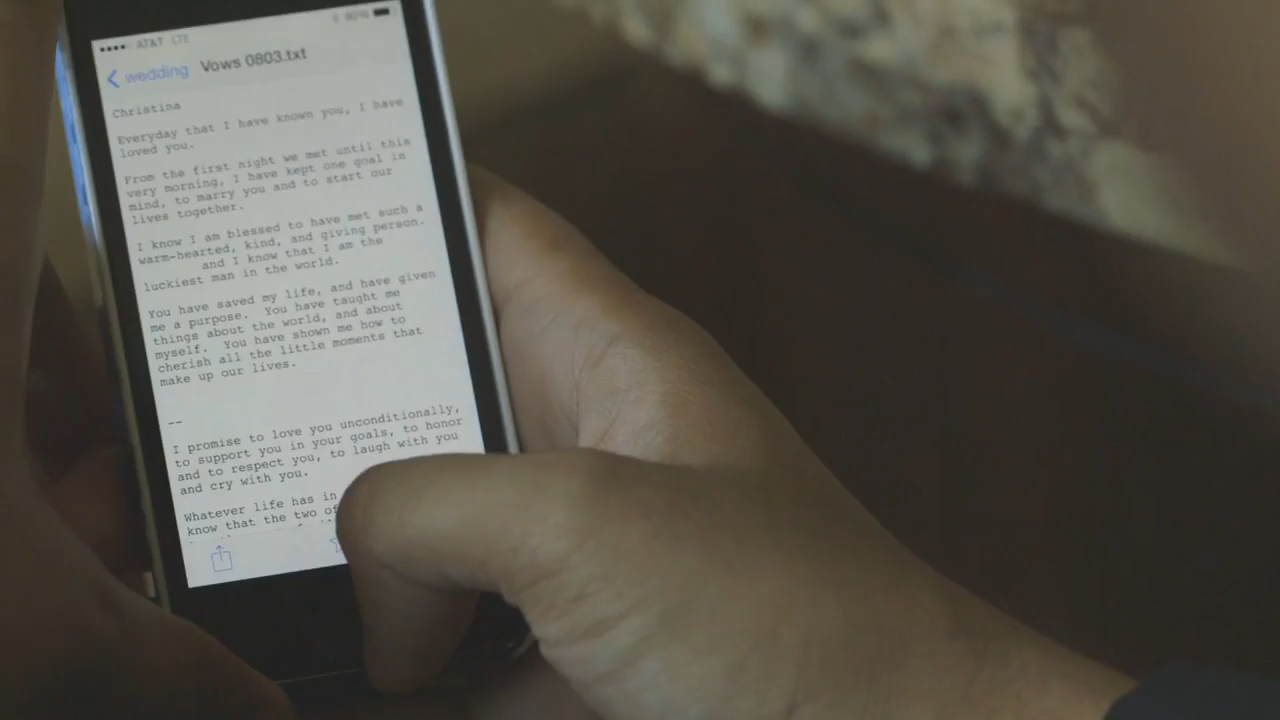 AT&T LTE 90%
wedding Vows 0803.txt
Christina
Everyday that I have known you, I have
loved you.
From the first night we met until this
very morning, I have kept one goal in
mind, to marry you and to start our
lives together.
I know I am blessed to have met such a
warm-hearted, kind, and giving person.
and I know that I am the
luckiest man in the world.
You have saved my life, and have given
me a purpose. You have taught me
things about the world, and about
myself. You have shown me how to
cherish all the little moments that
make up our lives.
--
I promise to love you unconditionally,
to support you in your goals, to honor
and to respect you, to laugh with you
and cry with you.
Whatever life has in
know that the two of